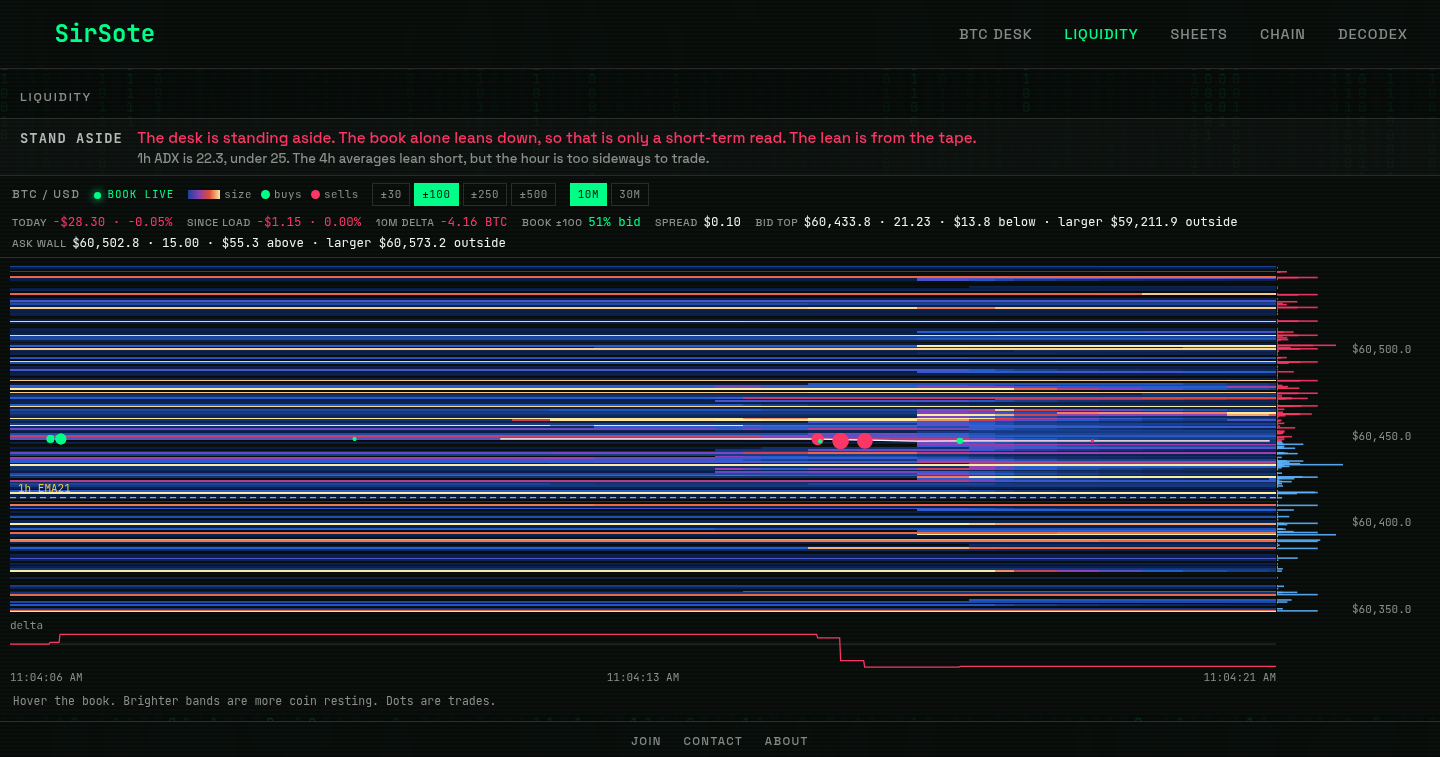 SirSote
BTC DESK LIQUIDITY SHEETS CHAIN DECODEX
LIQUIDITY
STAND ASIDE The desk is standing aside. The book alone leans down, so that is only a short-term read. The lean is from the tape.
1h ADX is 22.3, under 25. The 4h averages lean short, but the hour is too sideways to trade.
BTC / USD BOOK LIVE size buys sells ±30 ±100 ±250 ±500 10M 30M
TODAY -$28.30 · -0.05% SINCE LOAD -$1.15 · 0.00% 10M DELTA -4.16 BTC BOOK ±100 51% bid SPREAD $0.10 BID TOP $60,433.8 · 21.23 · $13.8 below · larger $59,211.9 outside
ASK WALL $60,502.8 · 15.00 · $55.3 above · larger $60,573.2 outside
$60,500.0
$60,450.0
1h EMA21
$60,400.0
$60,350.0
delta
11:04:06 AM 11:04:13 AM 11:04:21 AM
Hover the book. Brighter bands are more coin resting. Dots are trades.
JOIN CONTACT ABOUT